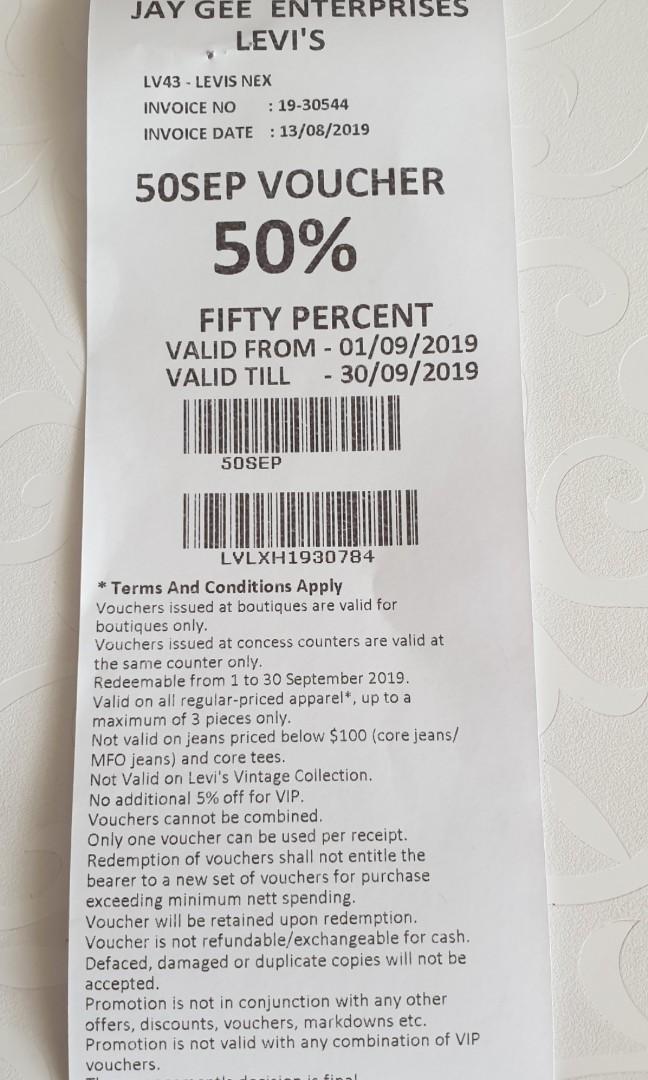 JAY GEE ENTERPRISES
LEVI'S
LV43 - LEVIS NEX
INVOICE NO : 19-30544
INVOICE DATE : 13/08/2019
50SEP VOUCHER
50%
FIFTY PERCENT
VALID FROM - 01/09/2019
VALID TILL - 30/09/2019
50SEP
LVLXH1930784
* Terms And Conditions Apply
Vouchers issued at boutiques are valid for
boutiques only.
Vouchers issued at concess counters are valid at
the same counter only.
Redeemable from 1 to 30 September 2019.
Valid on all regular-priced apparel*, up to a
maximum of 3 pieces only.
Not valid on jeans priced below $100 (core jeans/
MFO jeans) and core tees.
Not Valid on Levi's Vintage Collection.
No additional 5% off for VIP.
Vouchers cannot be combined.
Only one voucher can be used per receipt.
Redemption of vouchers shall not entitle the
bearer to a new set of vouchers for purchase
exceeding minimum nett spending.
Voucher will be retained upon redemption.
Voucher is not refundable/exchangeable for cash.
Defaced, damaged or duplicate copies will not be
accepted.
Promotion is not in conjunction with any other
offers, discounts, vouchers, markdowns etc.
Promotion is not valid with any combination of VIP
vouchers.
decision is final